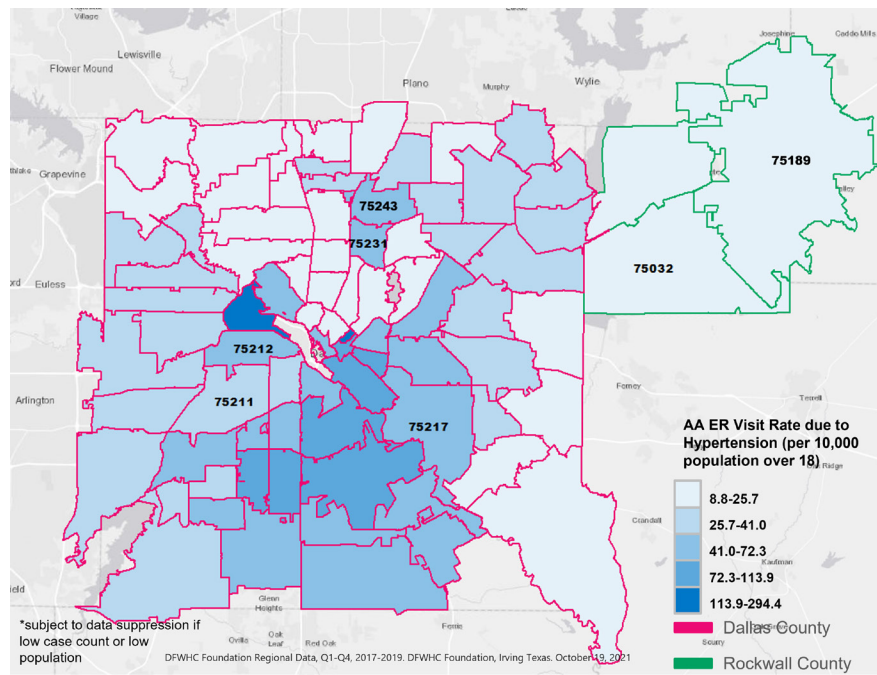 Village
Lewisville
Flower Mound
Plano
Murphy
Wylie
Josephine
Caddo Mills
Grapevine
75189
75243
75231
75032
Euless
75212
75211
75217
Arlington
Forney
Terrell
AA ER Visit Rate due to
Hypertension (per 10,000
population over 18)
8.8-25.7
25.7-41.0
41.0-72.3
72.3-113.9
113.9-294.4
Crandall
Kaufman
Dallas County
Rockwall County
Scurry
Glenn
Heights
Oak
Leaf
Red Oak
Ovilla
Ferris
*subject to data suppression if
low case count or low
population
DFWHC Foundation Regional Data, Q1-Q4, 2017-2019. DFWHC Foundation, Irving Texas. October 19, 2021